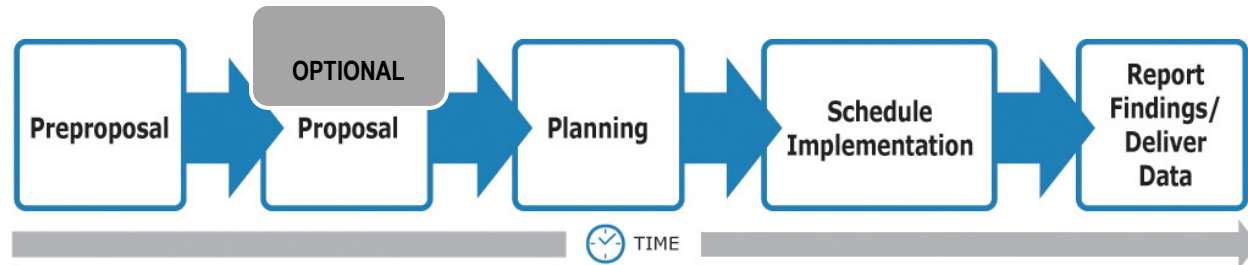 OPTIONAL
Preproposal
Proposal
Planning
Schedule
Implementation
Report
Findings/
Deliver
Data
TIME